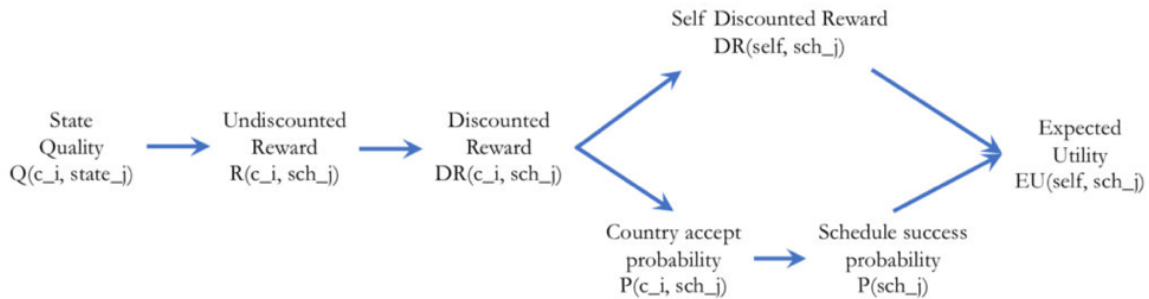 State
Quality
Q(c_i, state_j)
Undiscounted
Reward
R(c_i, sch_j)
Discounted
Reward
DR(c_i, sch_j)
Self Discounted Reward
DR(self, sch_j)
Country accept
probability
P(c_i, sch_j)
Schedule success
probability
P(sch_j)
Expected
Utility
EU(self, sch_j)